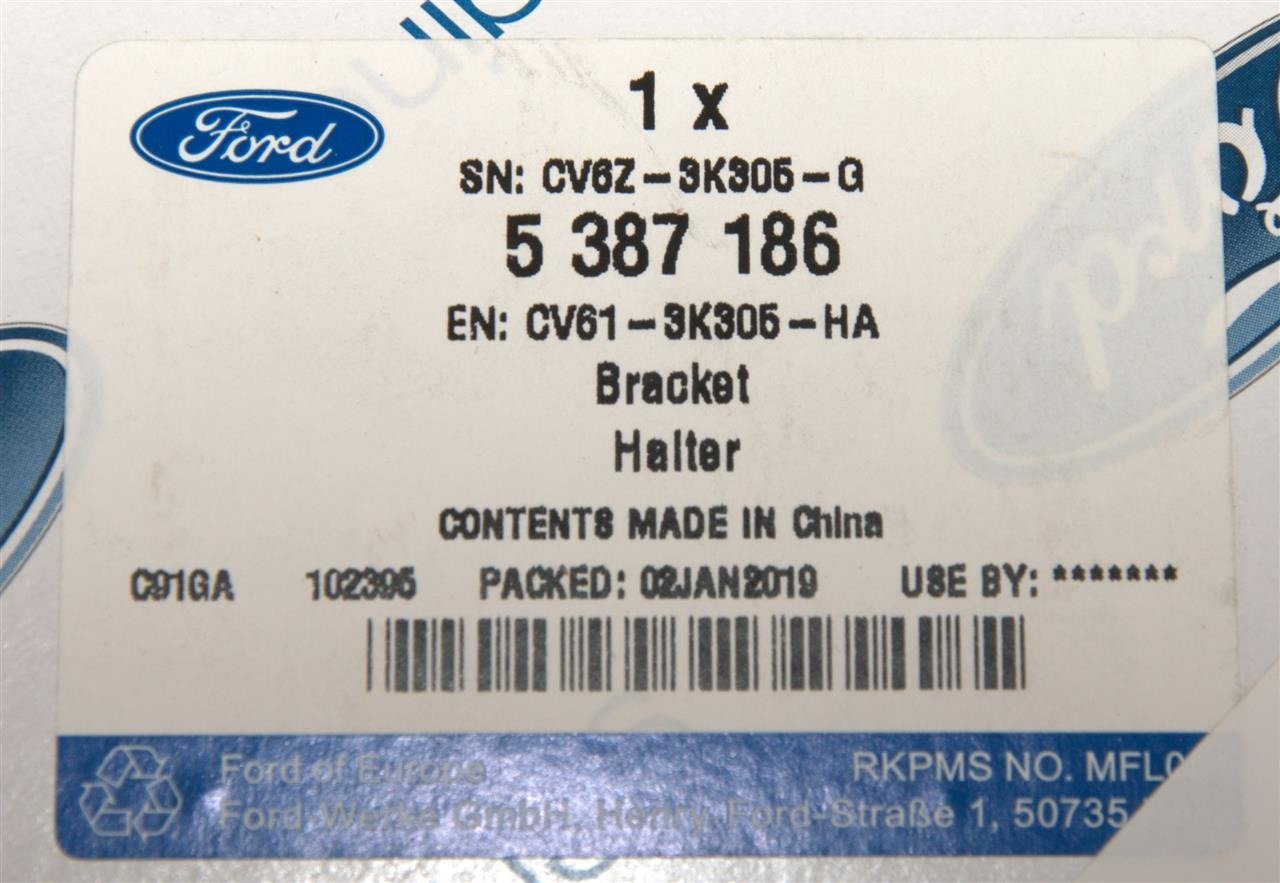 Ford
1 x
SN: CV6Z-3K305-G
5 387 186
EN: CV61-3K305-HA
Bracket
Halter
CONTENTS MADE IN China
C91GA 102395 PACKED: 02JAN2019 USE BY: *******
Ford of Europe RKPMS NO. MFL0
Ford-Werke GmbH, Henry-Ford-Straße 1, 50735